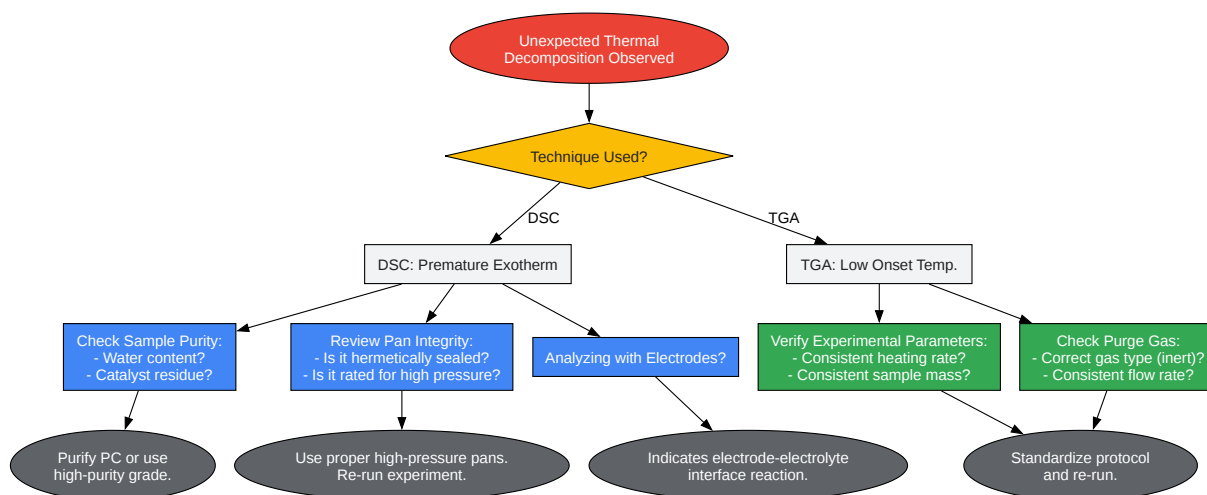 Unexpected Thermal
Decomposition Observed
Technique Used?
DSC
TGA
DSC: Premature Exotherm
TGA: Low Onset Temp.
Check Sample Purity:
- Water content?
- Catalyst residue?
Review Pan Integrity:
- Is it hermetically sealed?
- Is it rated for high pressure?
Analyzing with Electrodes?
Verify Experimental Parameters:
- Consistent heating rate?
- Consistent sample mass?
Check Purge Gas:
- Correct gas type (inert)?
- Consistent flow rate?
Purify PC or use
high-purity grade.
Use proper high-pressure pans.
Re-run experiment.
Indicates electrode-electrolyte
interface reaction.
Standardize protocol
and re-run.